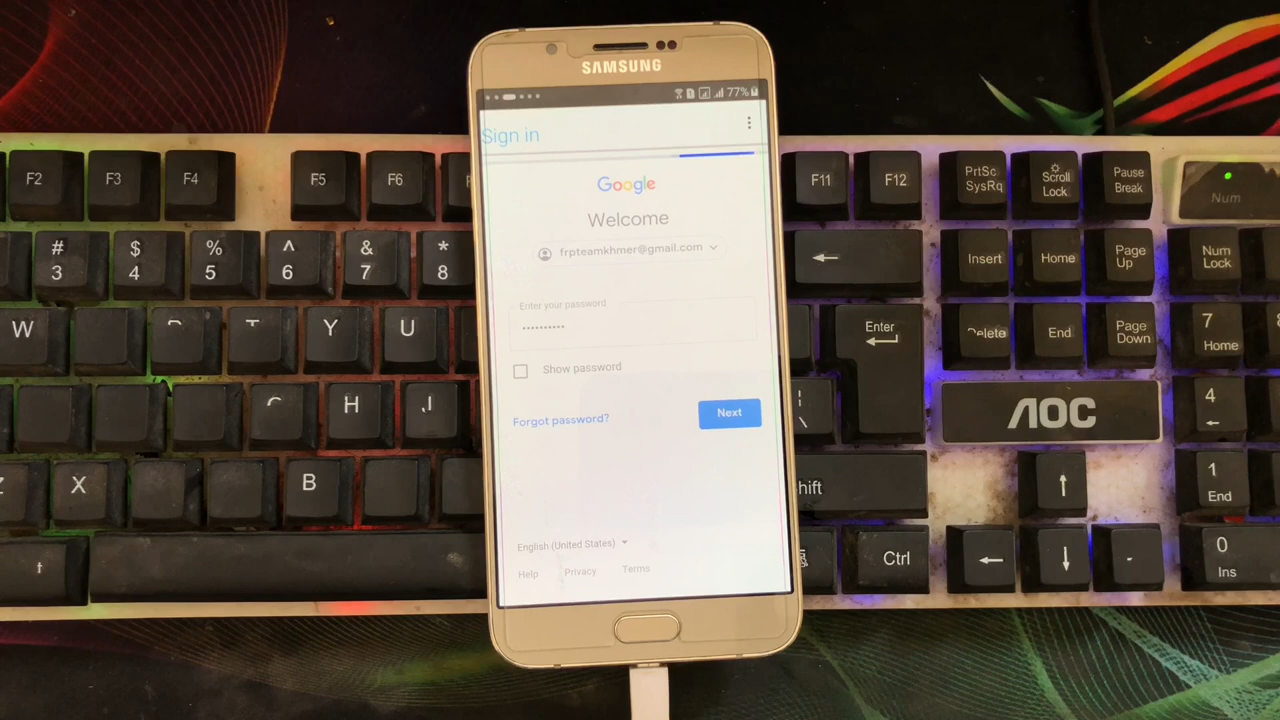 SAMSUNG
77%
Sign in
Google
Welcome
frpteamkhmer@gmail.com
Enter your password
••••••••••
Show password
Forgot password?
Next
English (United States)
Help Privacy Terms
F2 F3 F4 F5 F6 F11 F12
PrtSc
SysRq
Scroll
Lock
Pause
Break
Num
#
3
$
4
%
5
^
6
&
7
*
8
←
Insert
Home
Page
Up
Num
Lock
W
Y
U
Enter
Delete
End
Page
Down
7
Home
H
J
AOC
4
←
X
B
hift
↑
1
End
t
Ctrl
←
↓
0
Ins